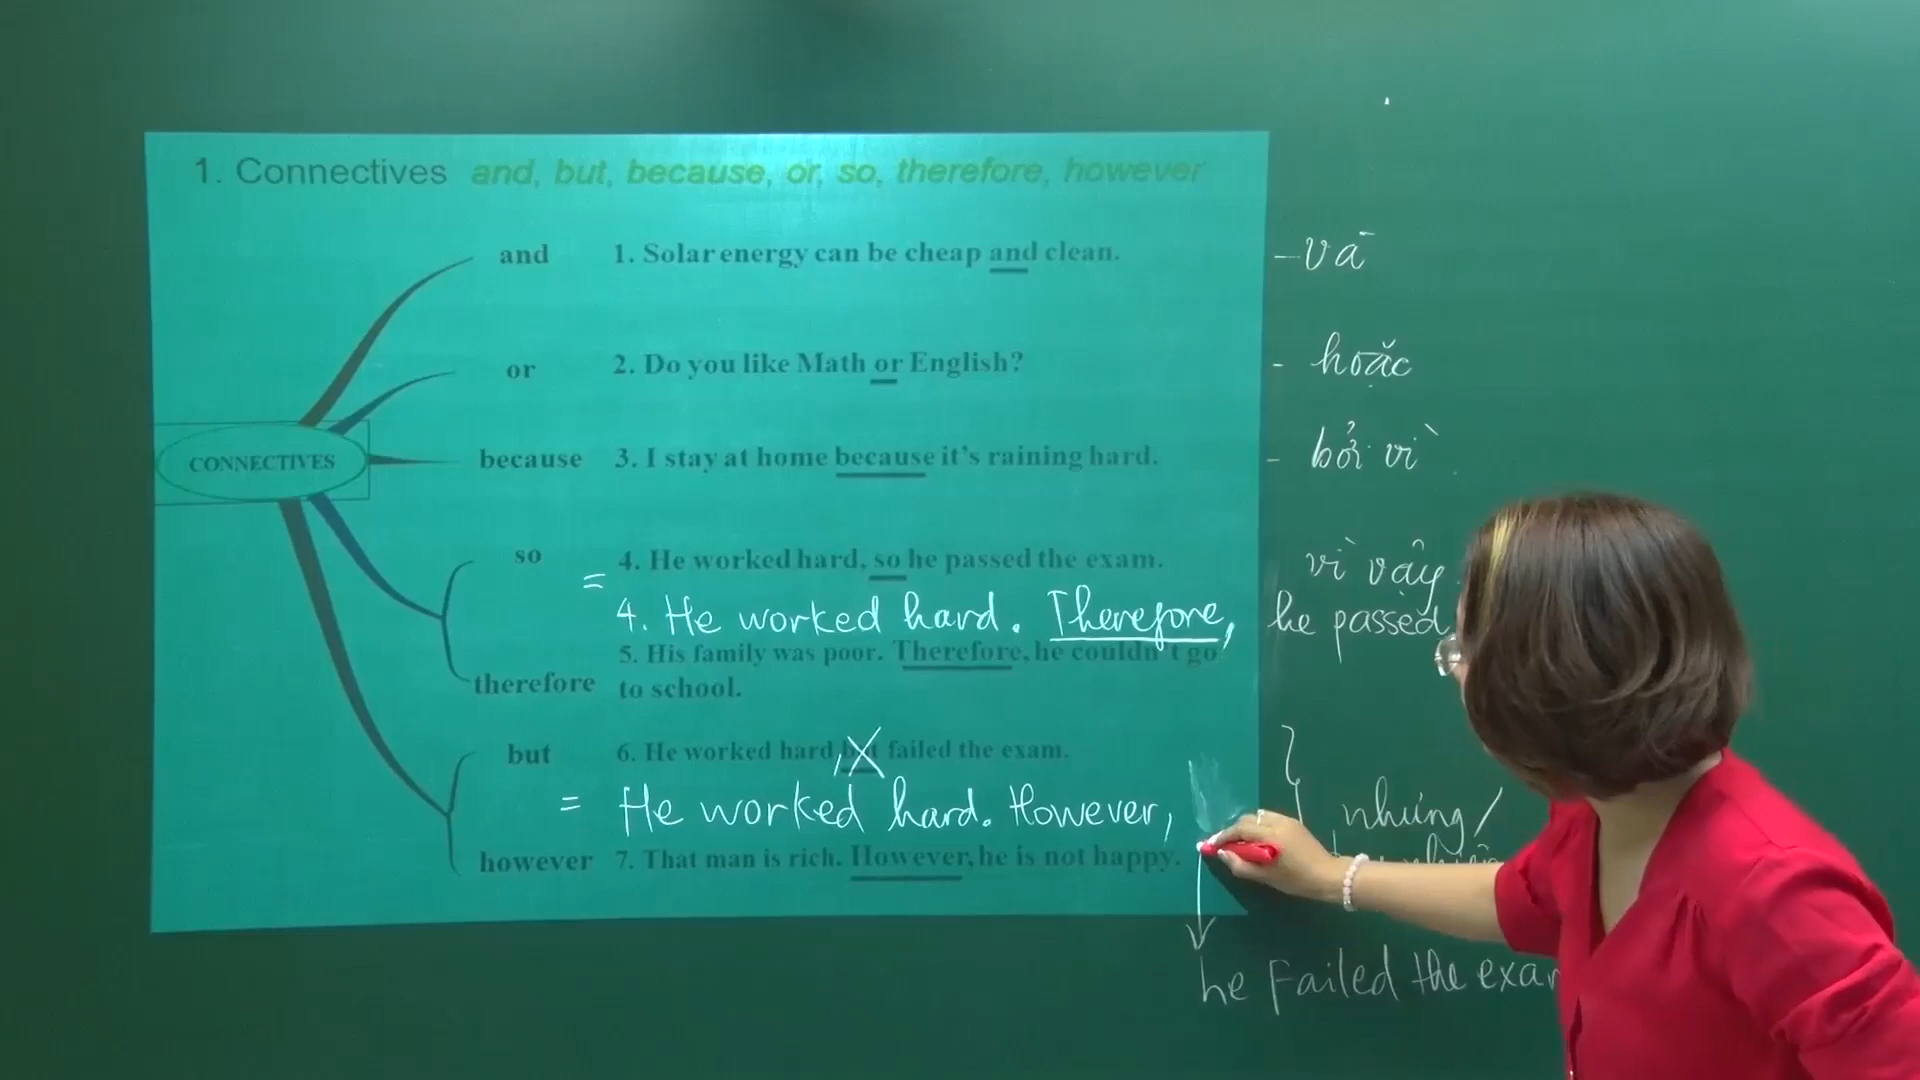 1. Connectives and, but, because, or, so, therefore, however
and 1. Solar energy can be cheap and clean. – và
or 2. Do you like Math or English? - hoặc
CONNECTIVES
because 3. I stay at home because it's raining hard. - bởi vì
so 4. He worked hard, so he passed the exam. vì vậy
= 4. He worked hard. Therefore, he passed
5. His family was poor. Therefore, he couldn't go
therefore to school.
but 6. He worked hard, failed the exam.
= He worked hard. However, nhưng/
however 7. That man is rich. However, he is not happy.
he failed the exam